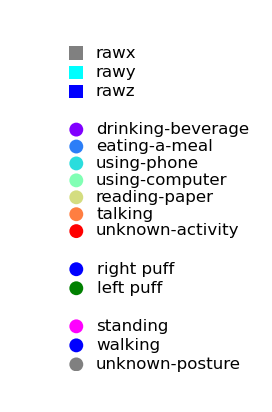 rawx
rawy
rawz
drinking-beverage
eating-a-meal
using-phone
using-computer
reading-paper
talking
unknown-activity
right puff
left puff
standing
walking
unknown-posture